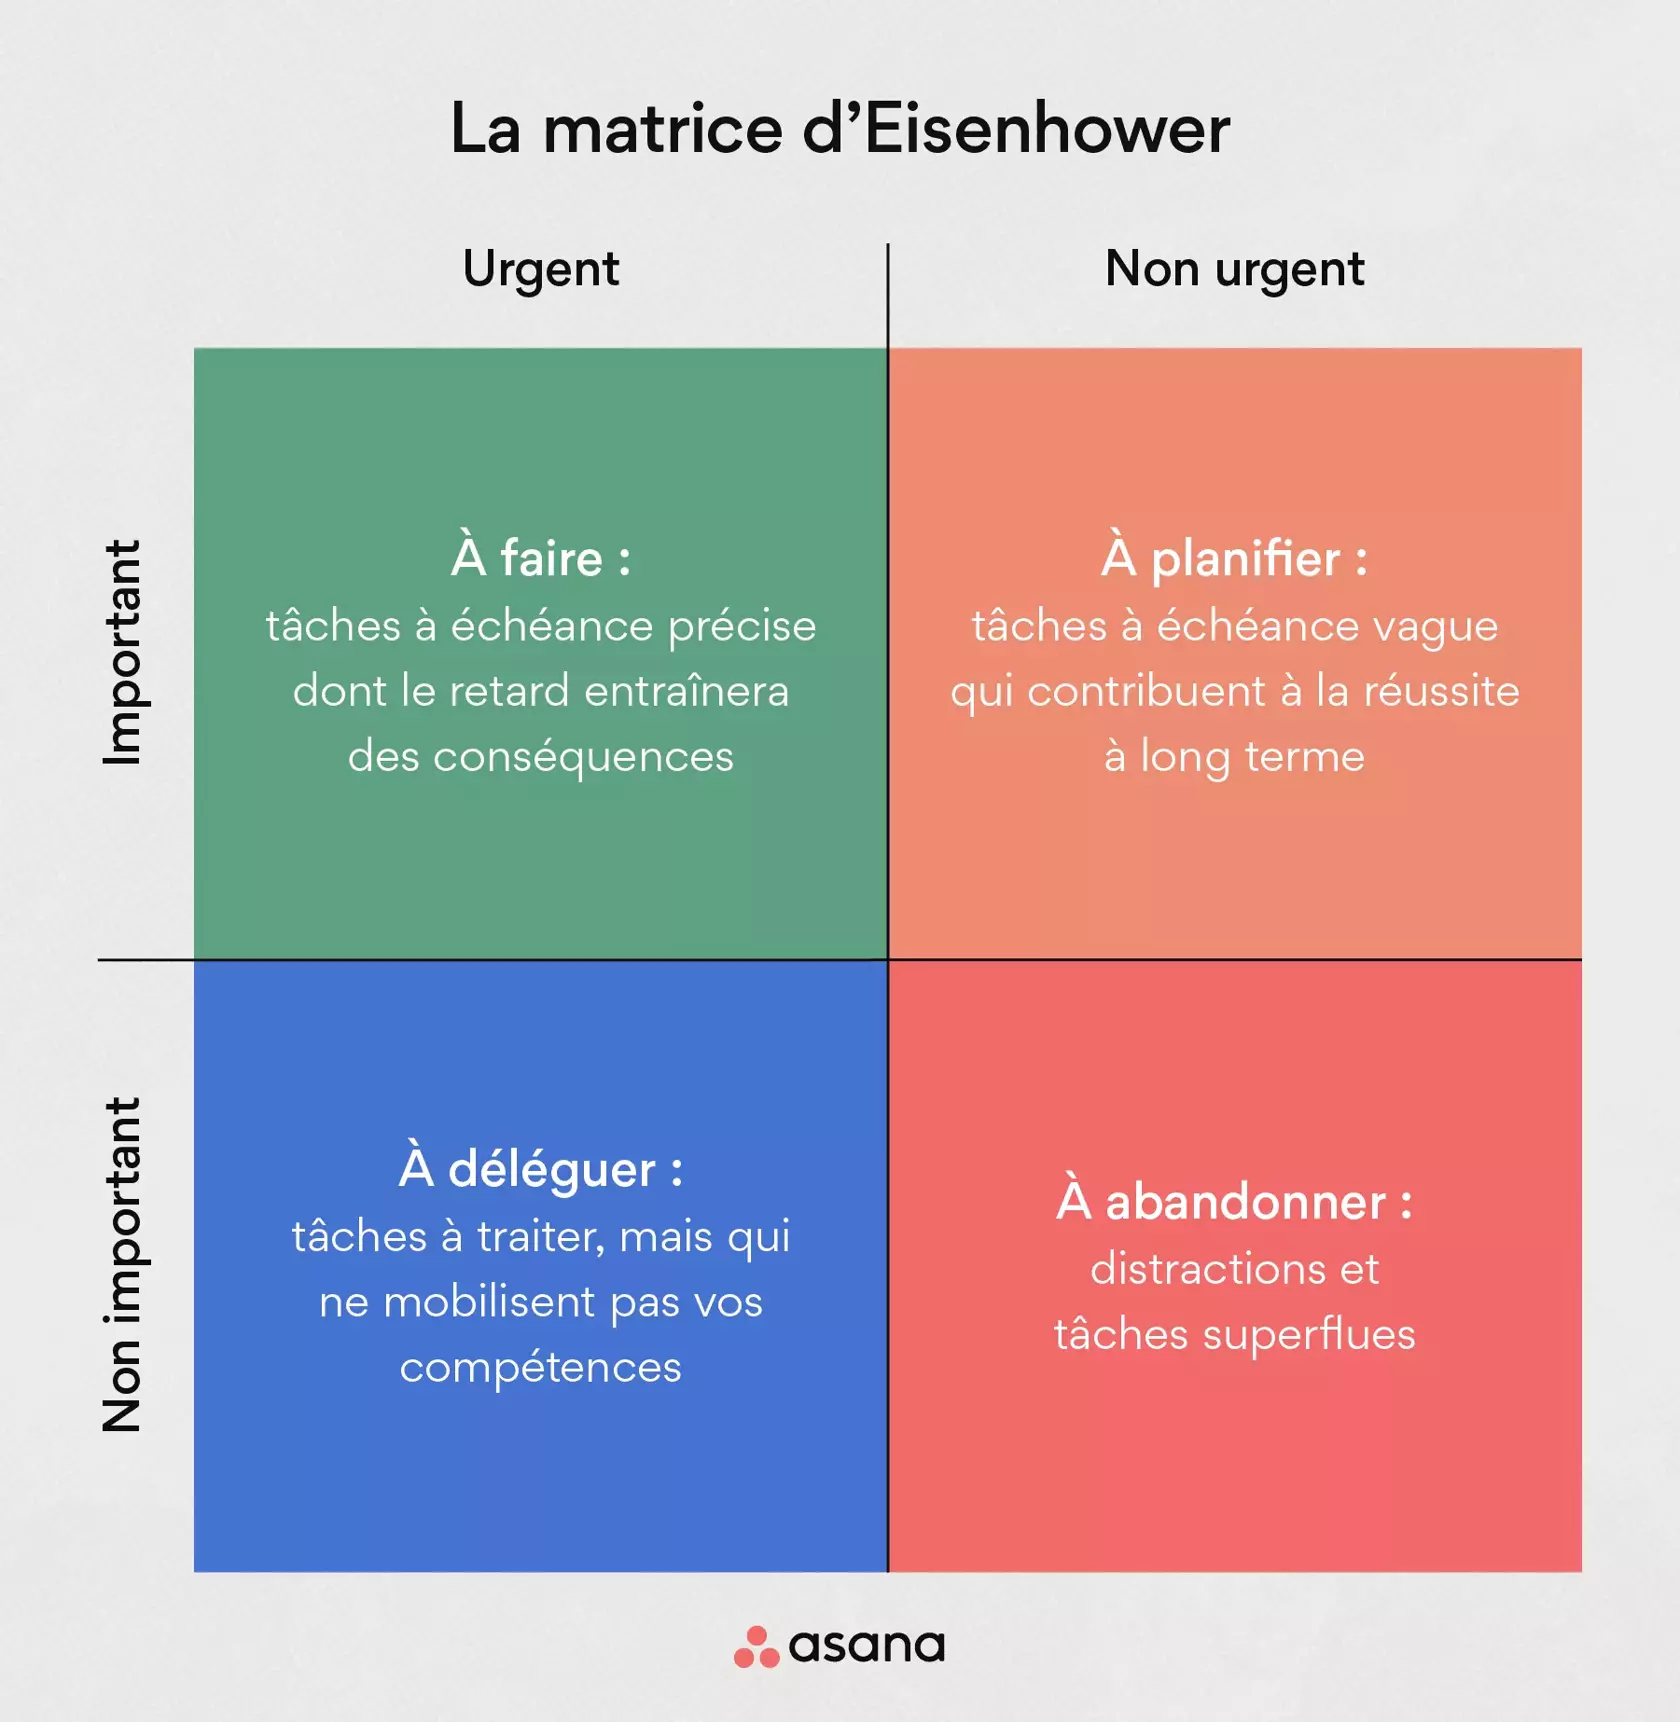 La matrice d’Eisenhower
Urgent
Non urgent
Important
À faire :
tâches à échéance précise
dont le retard entraînera
des conséquences
À planifier :
tâches à échéance vague
qui contribuent à la réussite
à long terme
Non important
À déléguer :
tâches à traiter, mais qui
ne mobilisent pas vos
compétences
À abandonner :
distractions et
tâches superflues
asana